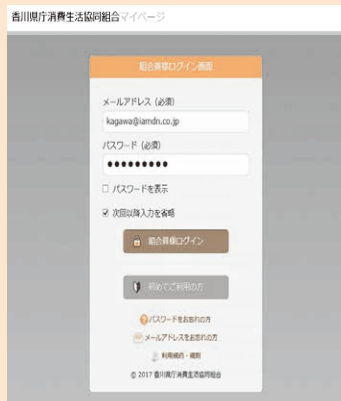 香川県庁消費生活協同組合マイページ
組合員様ログイン画面
メールアドレス (必須)
kagawa@iamdn.co.jp
パスワード (必須)
●●●●●●●●●
パスワードを表示
次回以降入力を省略
組合員様ログイン
初めてご利用の方
パスワードをお忘れの方
メールアドレスをお忘れの方
利用規約・規則
© 2017 香川県庁消費生活協同組合